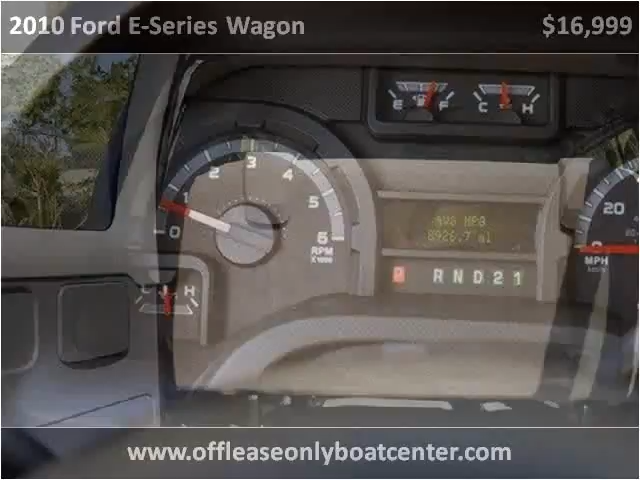 2010 Ford E-Series Wagon $16,999
E F C H
1 2 3 4 5 6 0
RPM
X1000
AVG MPG
8926.7 mi
P R N D 2 1
20
0
MPH
H
www.offleaseonlyboatcenter.com